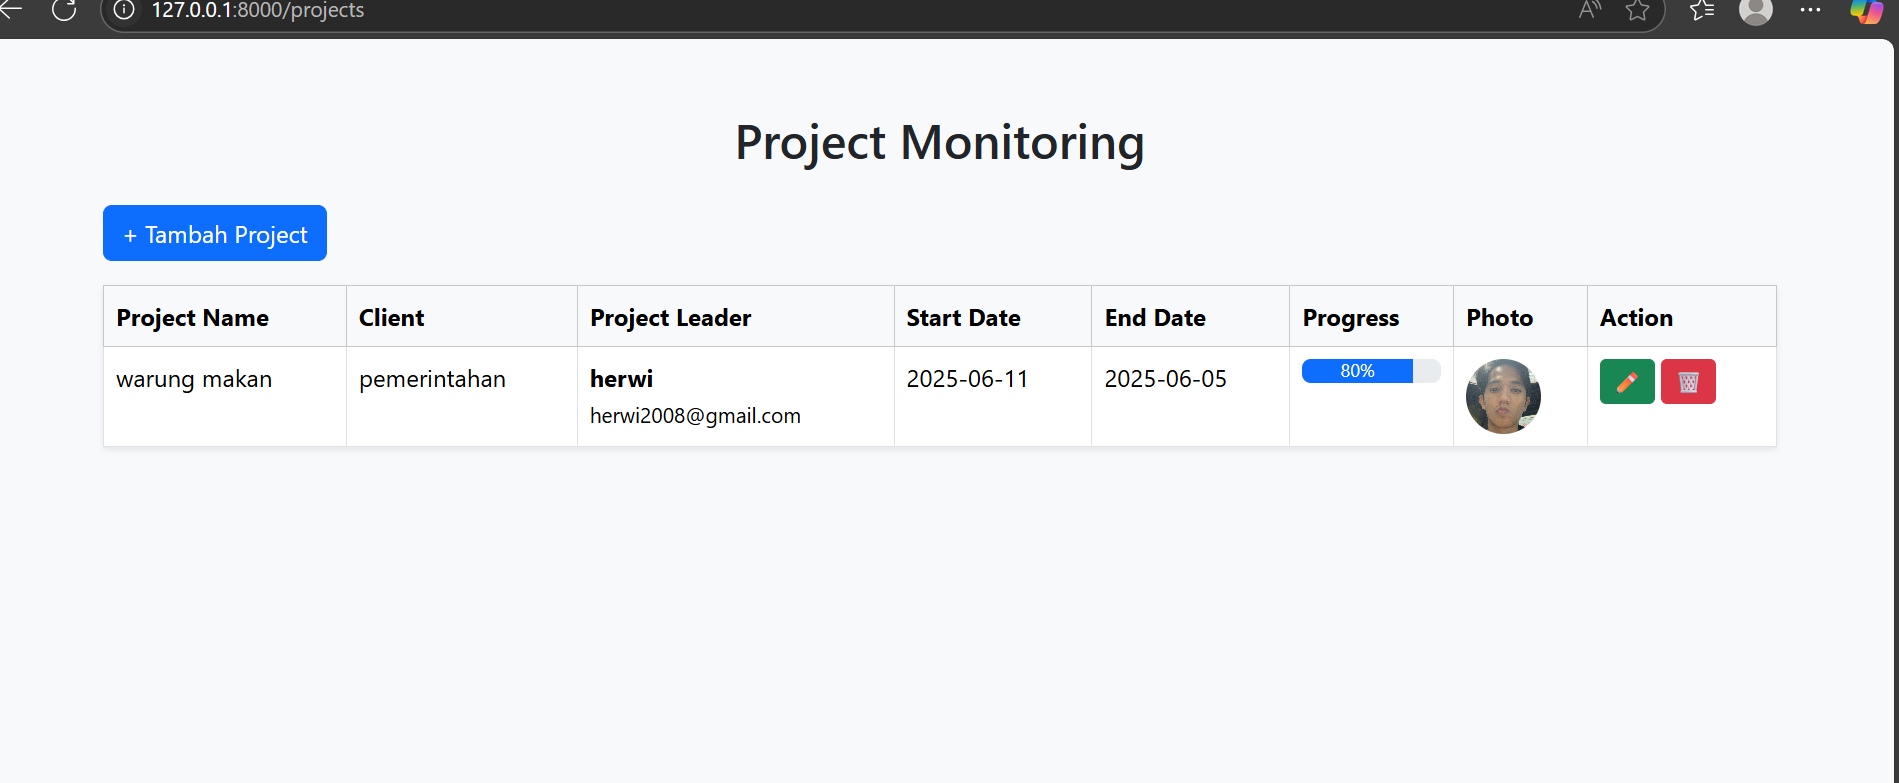 127.0.0.1:8000/projects
Project Monitoring
+ Tambah Project
Project Name Client Project Leader Start Date End Date Progress Photo Action
warung makan pemerintahan herwi 2025-06-11 2025-06-05 80%
herwi2008@gmail.com